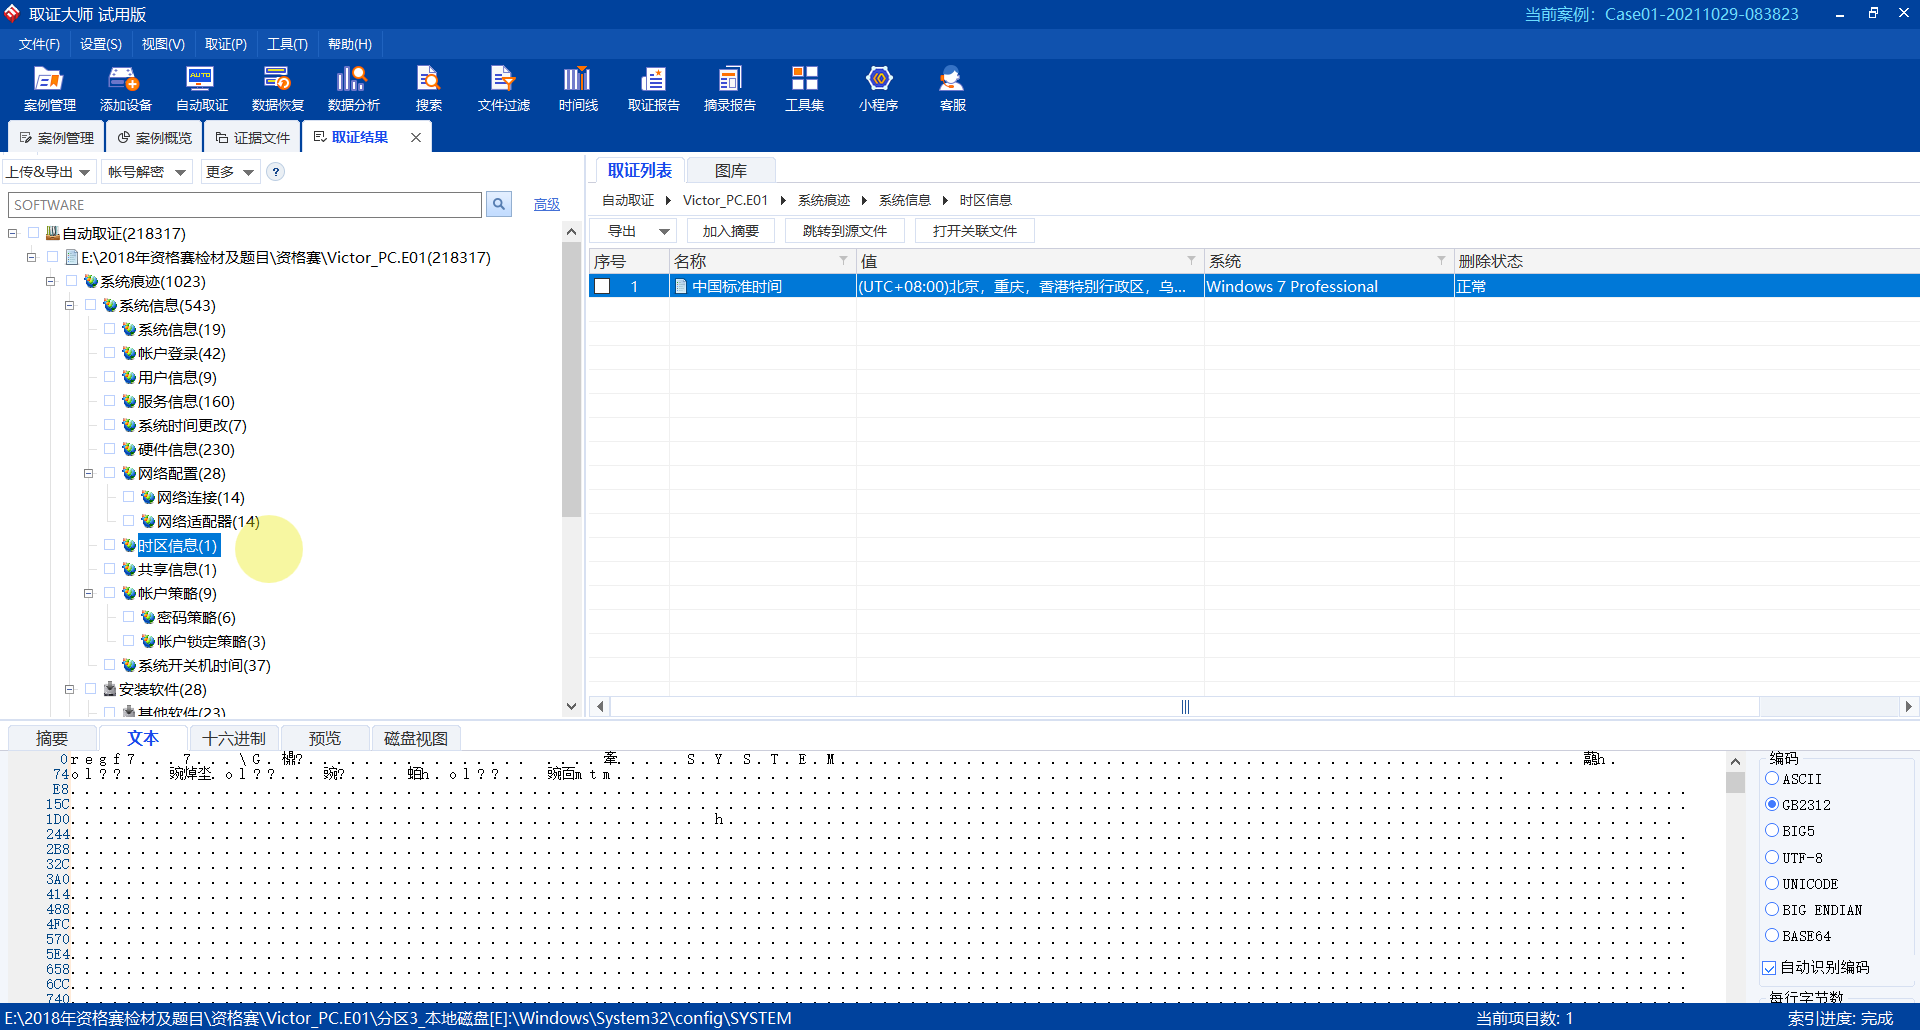 取证大师 试用版
当前案例：Case01-20211029-083823
文件(F) 设置(S) 视图(V) 取证(P) 工具(T) 帮助(H)
案例管理 添加设备 自动取证 数据恢复 数据分析 搜索 文件过滤 时间线 取证报告 摘录报告 工具集 小程序 客服
案例管理 案例概览 证据文件 取证结果
上传&导出 帐号解密 更多 ?
SOFTWARE 高级
自动取证(218317)
E:\2018年资格赛检材及题目\资格赛\Victor_PC.E01(218317)
系统痕迹(1023)
系统信息(543)
系统信息(19)
帐户登录(42)
用户信息(9)
服务信息(160)
系统时间更改(7)
硬件信息(230)
网络配置(28)
网络连接(14)
网络适配器(14)
时区信息(1)
共享信息(1)
帐户策略(9)
密码策略(6)
帐户锁定策略(3)
系统开关机时间(37)
安装软件(28)
其他软件(23)
取证列表 图库
自动取证 Victor_PC.E01 系统痕迹 系统信息 时区信息
导出 加入摘要 跳转到源文件 打开关联文件
序号 名称 值 系统 删除状态
1 中国标准时间 (UTC+08:00)北京，重庆，香港特别行政区，乌... Windows 7 Professional 正常
摘要 文本 十六进制 预览 磁盘视图
0 regf7 . . . 7 . . . . \G . 
S . Y . S . T . E . M
74 ol??
E8
15C
1D0 h
244
2B8
32C
3A0
414
488
4FC
570
5E4
658
6CC
740
编码
ASCII
GB2312
BIG5
UTF-8
UNICODE
BIG ENDIAN
BASE64
自动识别编码
每行字节数
E:\2018年资格赛检材及题目\资格赛\Victor_PC.E01\分区3_本地磁盘[E]:\Windows\System32\config\SYSTEM
当前项目数: 1
索引进度: 完成